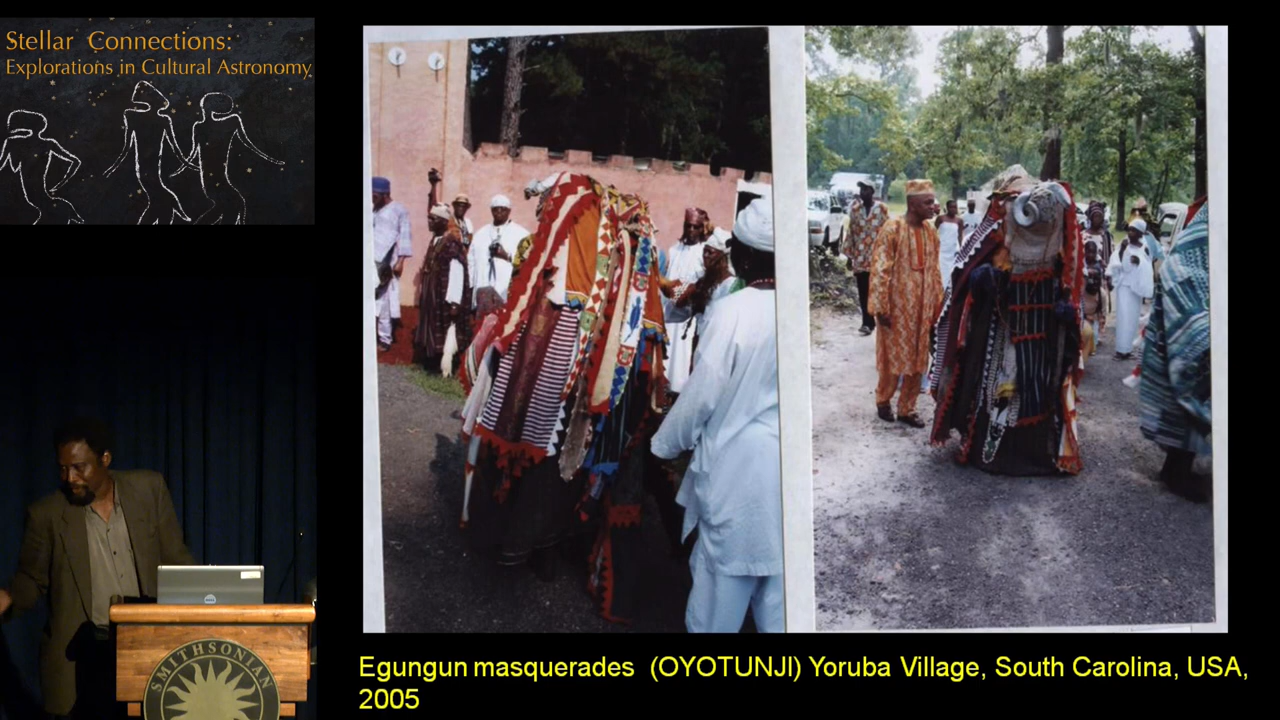 Stellar Connections:
Explorations in Cultural Astronomy
SMITHSONIAN
Egungun masquerades (OYOTUNJI) Yoruba Village, South Carolina, USA,
2005